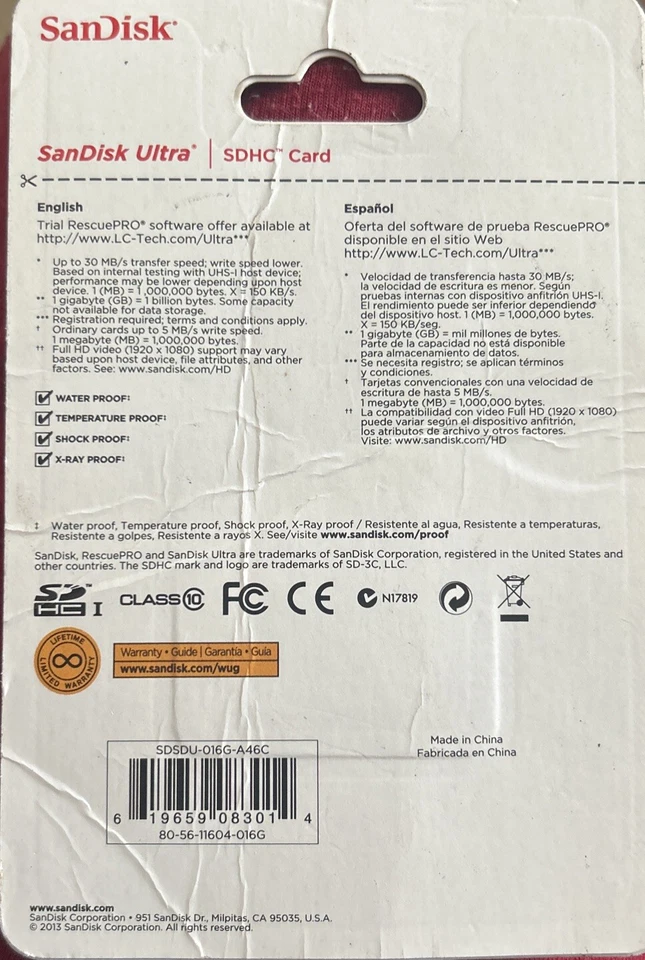 SanDisk®
SanDisk Ultra® | SDHC™ Card
English
Trial RescuePRO® software offer available at
http://www.LC-Tech.com/Ultra***
* Up to 30 MB/s transfer speed; write speed lower.
Based on internal testing with UHS-I host device;
performance may be lower depending upon host
device. 1 (MB) = 1,000,000 bytes. X = 150 KB/s.
** 1 gigabyte (GB) = 1 billion bytes. Some capacity
not available for data storage.
*** Registration required; terms and conditions apply.
† Ordinary cards up to 5 MB/s write speed.
1 megabyte (MB) = 1,000,000 bytes.
†† Full HD video (1920 x 1080) support may vary
based upon host device, file attributes, and other
factors. See: www.sandisk.com/HD
WATER PROOF‡
TEMPERATURE PROOF‡
SHOCK PROOF‡
X-RAY PROOF‡
Español
Oferta del software de prueba RescuePRO®
disponible en el sitio Web
http://www.LC-Tech.com/Ultra***
* Velocidad de transferencia hasta 30 MB/s;
la velocidad de escritura es menor. Según
pruebas internas con dispositivo anfitrión UHS-I.
El rendimiento puede ser inferior dependiendo
del dispositivo host. 1 (MB) = 1,000,000 bytes.
X = 150 KB/seg.
** 1 gigabyte (GB) = mil millones de bytes.
Parte de la capacidad no está disponible
para almacenamiento de datos.
*** Se necesita registro; se aplican términos
y condiciones.
† Tarjetas convencionales con una velocidad de
escritura de hasta 5 MB/s.
1 megabyte (MB) = 1,000,000 bytes.
†† La compatibilidad con video Full HD (1920 x 1080)
puede variar según el dispositivo anfitrión,
los atributos de archivo y otros factores.
Visite: www.sandisk.com/HD
‡ Water proof, Temperature proof, Shock proof, X-Ray proof / Resistente al agua, Resistente a temperaturas,
Resistente a golpes, Resistente a rayos X. See/visite www.sandisk.com/proof
SanDisk, RescuePRO and SanDisk Ultra are trademarks of SanDisk Corporation, registered in the United States and
other countries. The SDHC mark and logo are trademarks of SD-3C, LLC.
SD HC I CLASS 10 FC CE N17819
LIFETIME LIMITED WARRANTY
Warranty • Guide | Garantía • Guía
www.sandisk.com/wug
SDSDU-016G-A46C
6 19659 08301 4
80-56-11604-016G
Made in China
Fabricada en China
www.sandisk.com
SanDisk Corporation • 951 SanDisk Dr., Milpitas, CA 95035, U.S.A.
© 2013 SanDisk Corporation. All rights reserved.